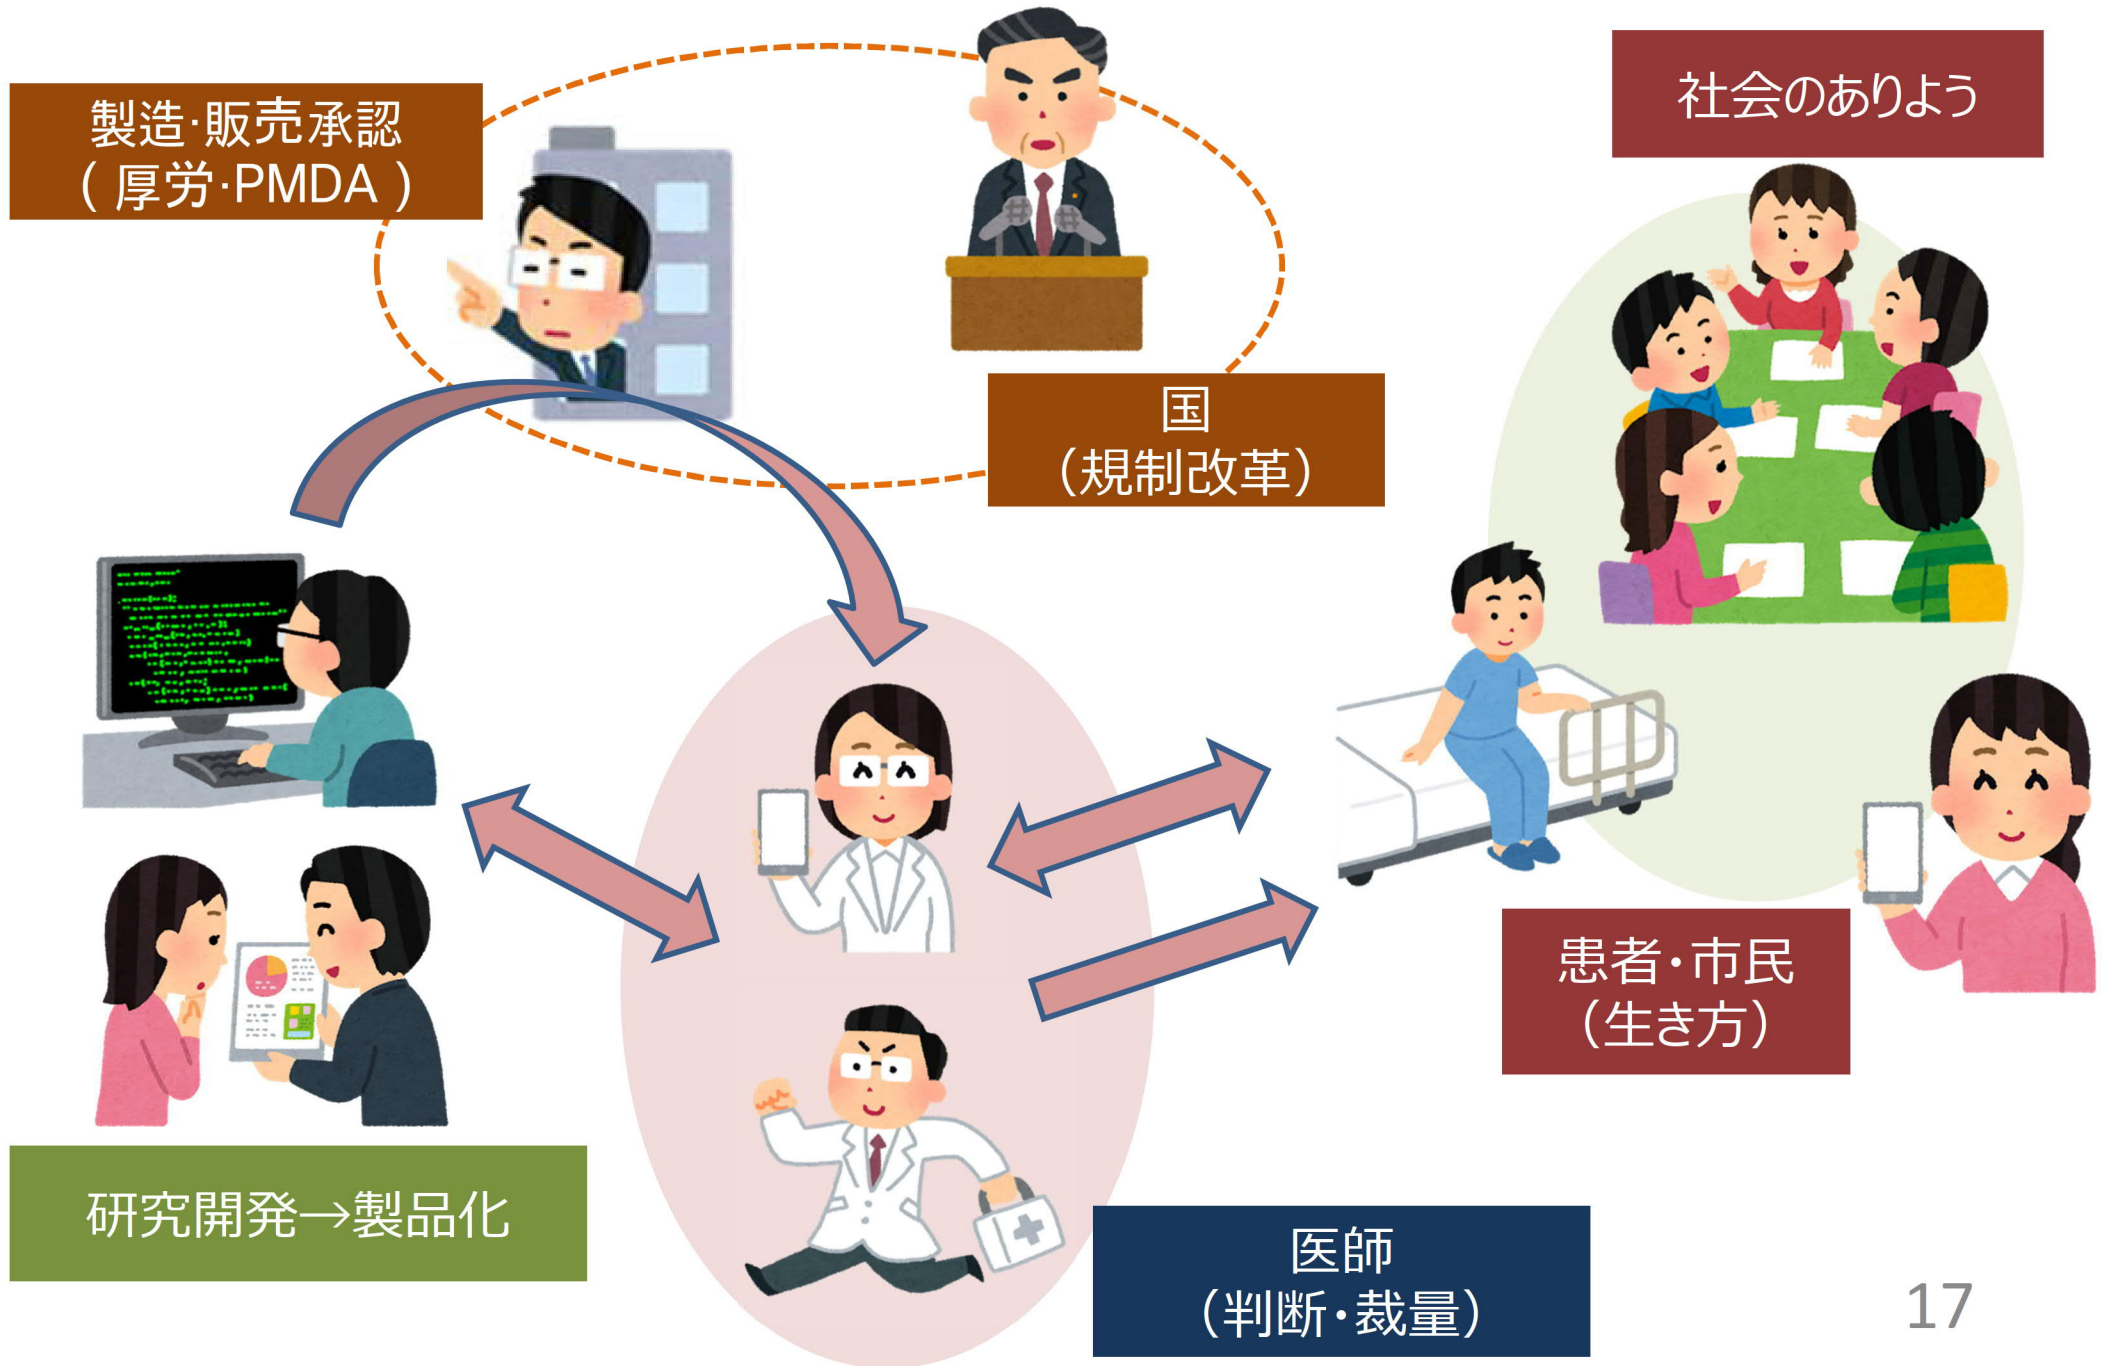 製造・販売承認
( 厚労・PMDA )
国
（規制改革）
社会のありよう
患者・市民
（生き方）
研究開発→製品化
医師
（判断・裁量）
17